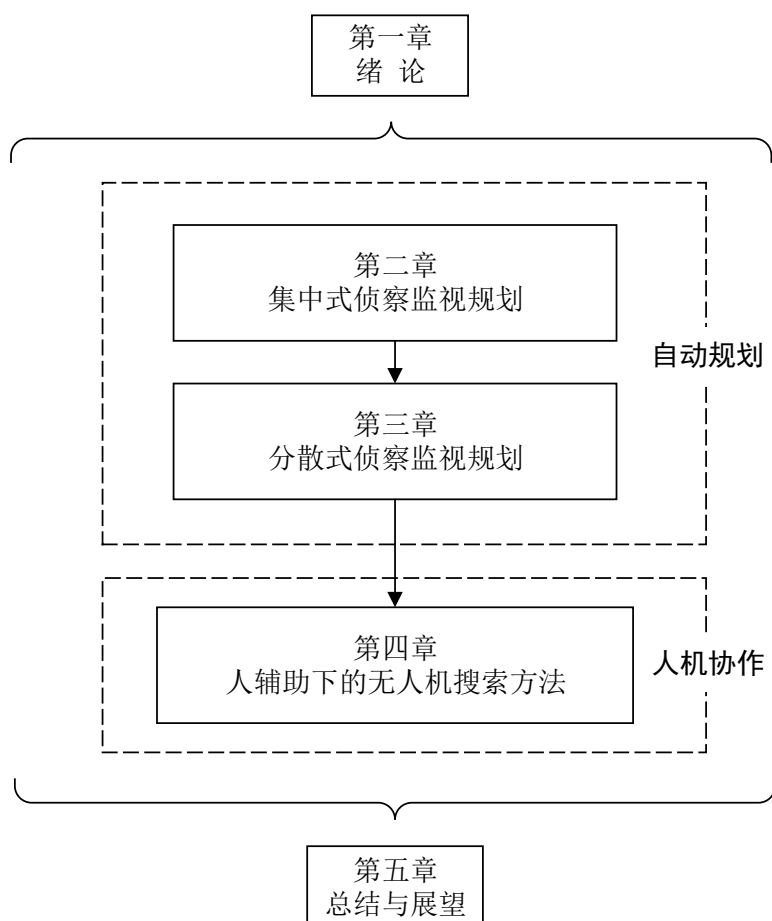 第一章
绪 论
第二章
集中式侦察监视规划
自动规划
第三章
分散式侦察监视规划
第四章
人辅助下的无人机搜索方法
人机协作
第五章
总结与展望